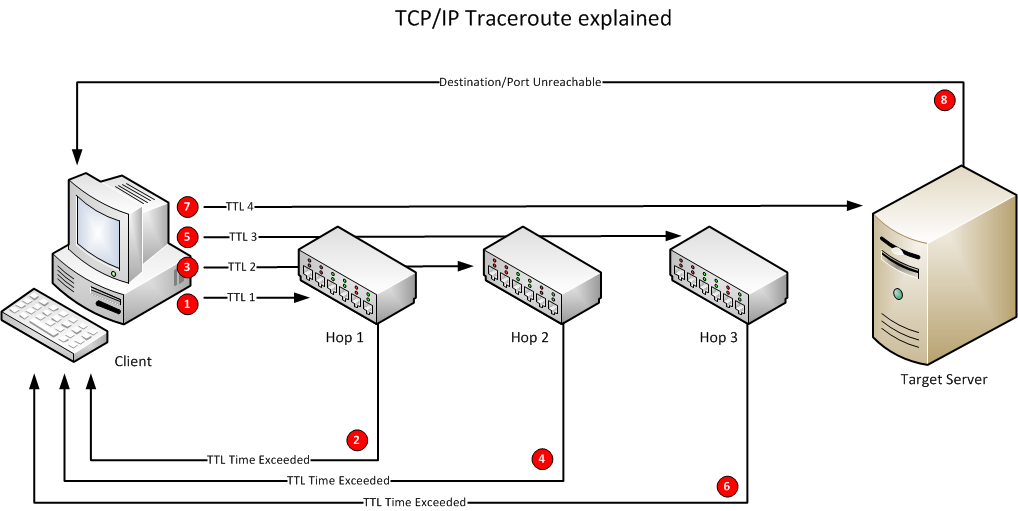 TCP/IP Traceroute explained
Destination/Port Unreachable
8
7
TTL 4
5
TTL 3
3
TTL 2
1
TTL 1
Hop 1
Hop 2
Hop 3
Client
Target Server
2
TTL Time Exceeded
4
TTL Time Exceeded
6
TTL Time Exceeded